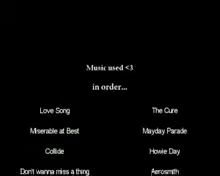 Music used <3
in order...
Love Song The Cure
Miserable at Best Mayday Parade
Collide Howie Day
Don't wanna miss a thing Aerosmith